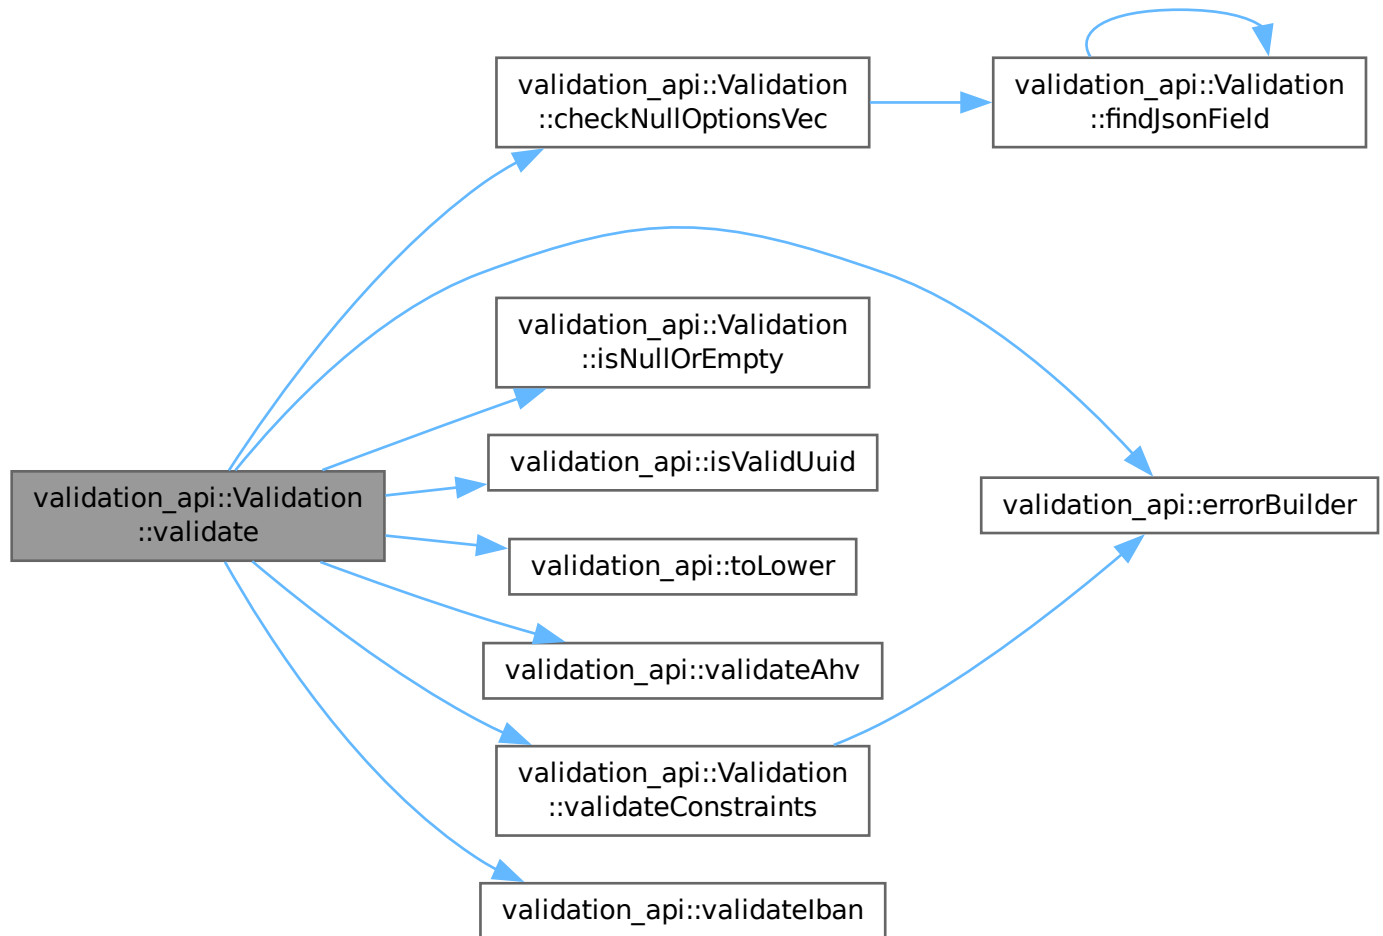 validation_api::Validation
::checkNullOptionsVec
validation_api::Validation
::findJsonField
validation_api::Validation
::isNullOrEmpty
validation_api::isValidUuid
validation_api::Validation
::validate
validation_api::errorBuilder
validation_api::toLower
validation_api::validateAhv
validation_api::Validation
::validateConstraints
validation_api::validateIban